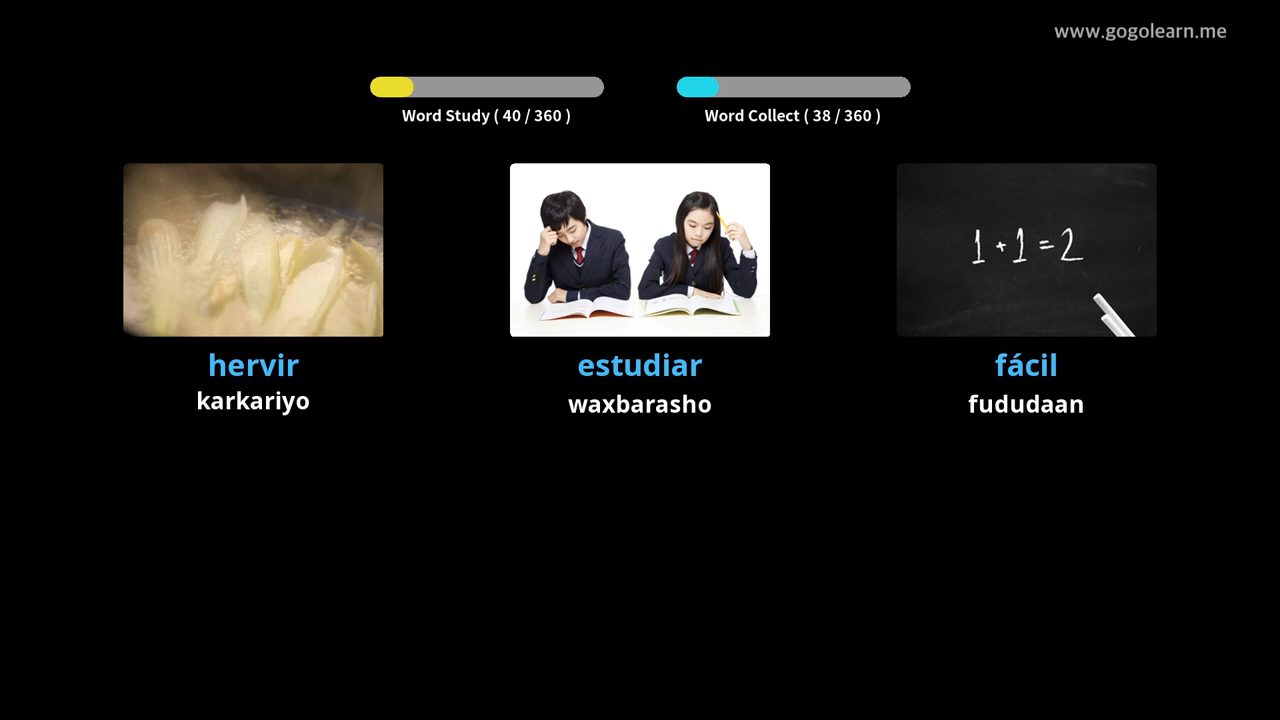 www.gogolearn.me
Word Study ( 40 / 360 )
Word Collect ( 38 / 360 )
1 + 1 = 2
hervir
karkariyo
estudiar
waxbarasho
fácil
fududaan